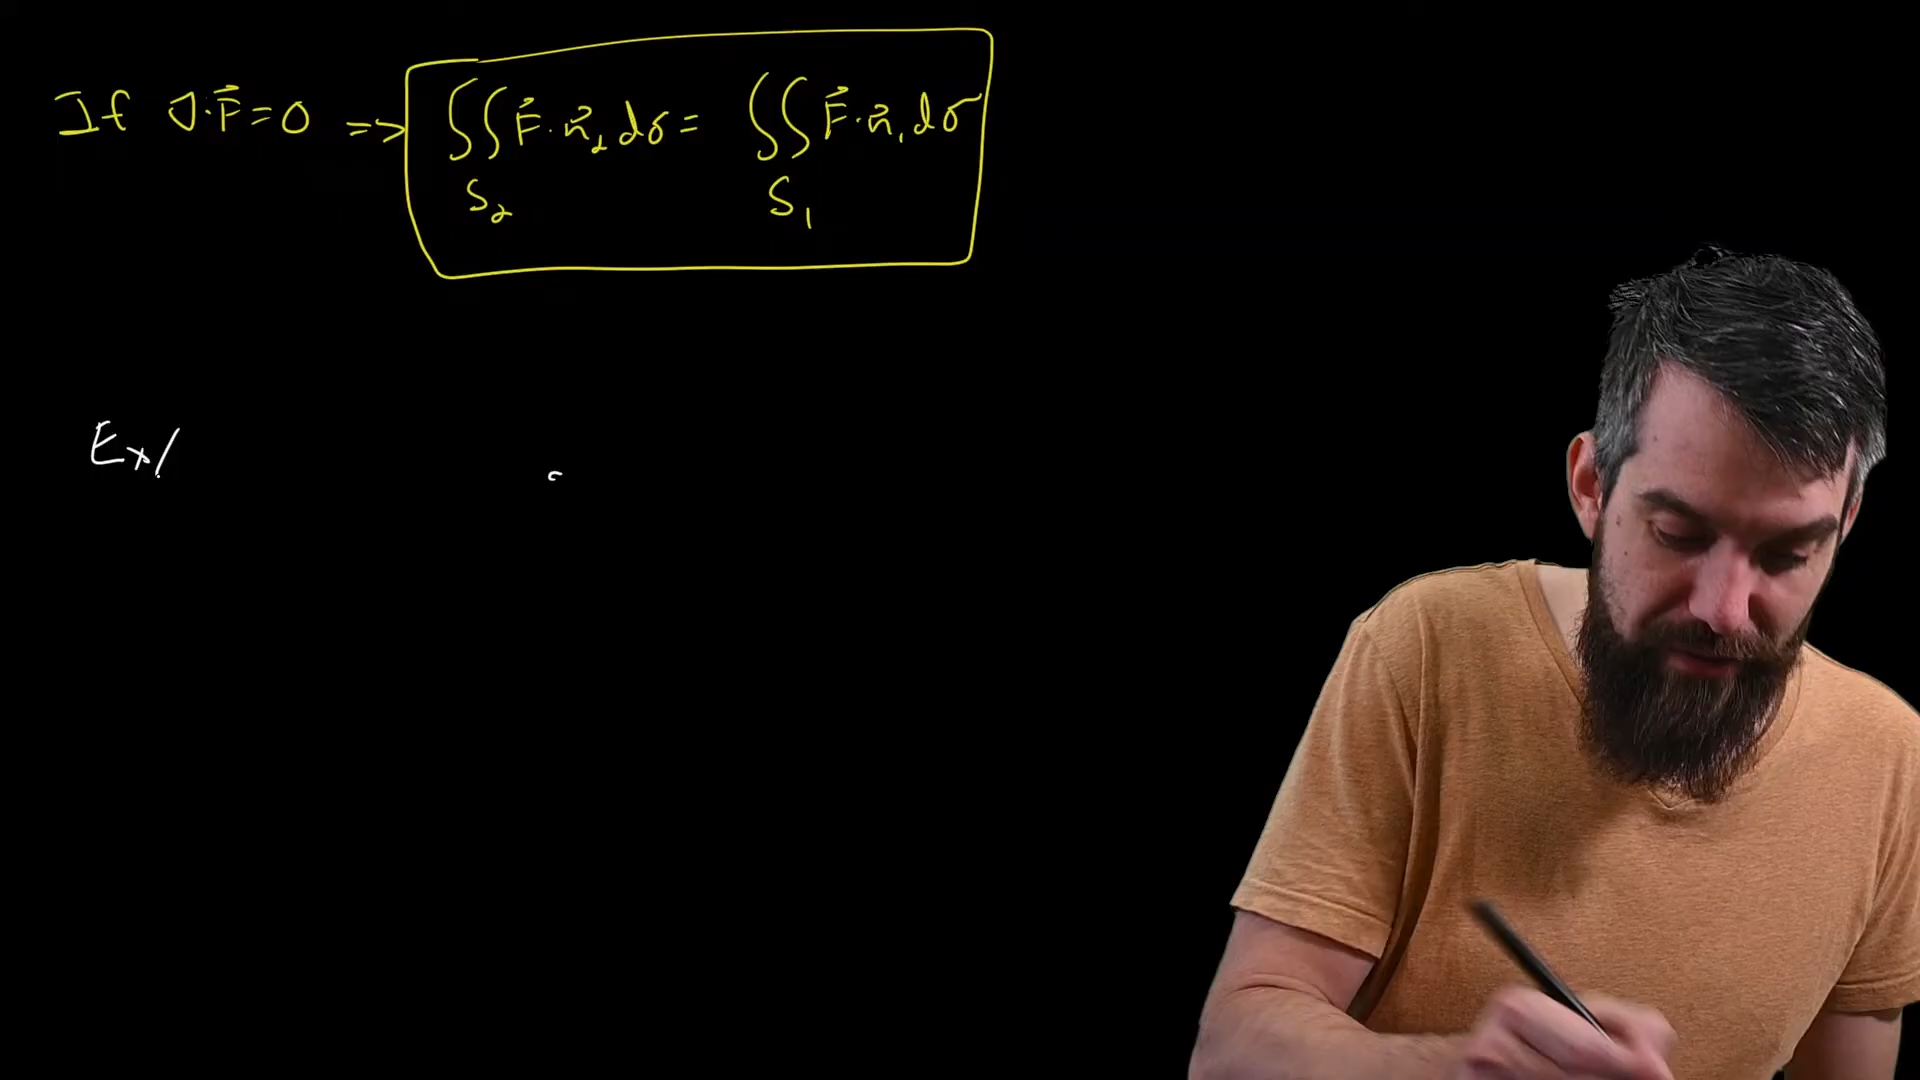 If ∇·F⃗=0 => ∬ F⃗·n⃗₂ dσ = ∬ F⃗·n⃗₁ dσ
S₂ S₁
Ex/